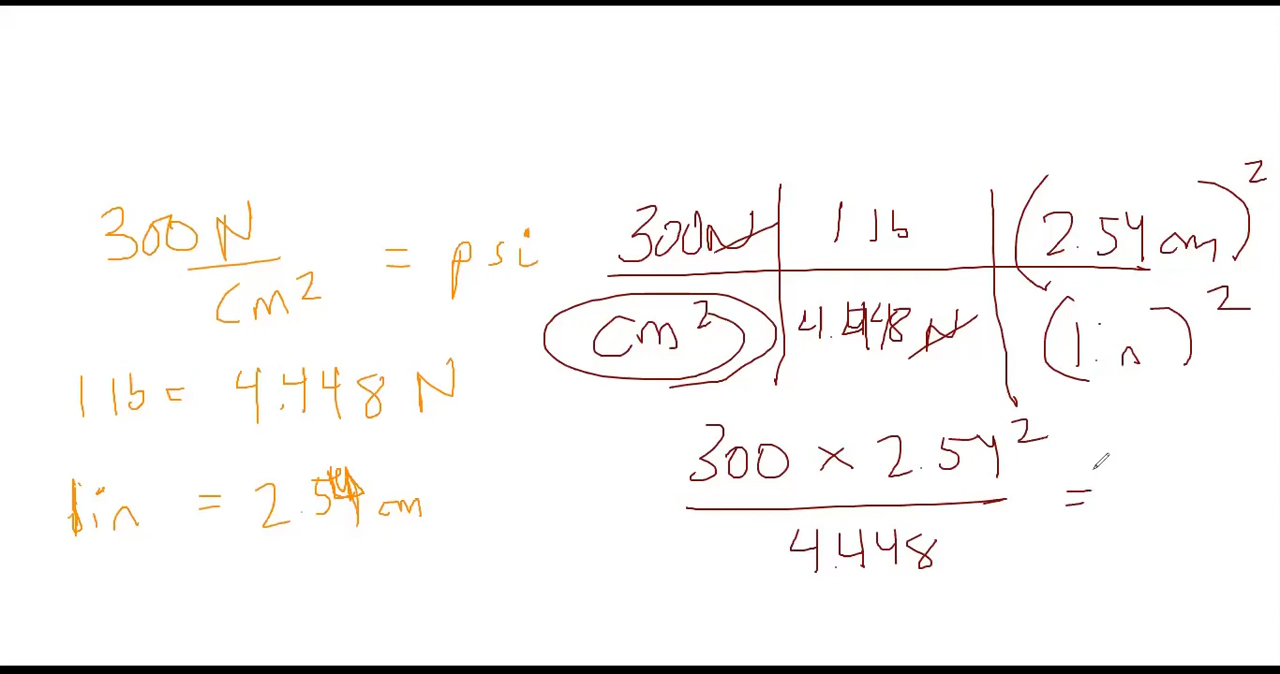 300 N / cm² = psi
1 lb = 4.448 N
1 in = 2.54 cm
300N | 1 lb | (2.54 cm)²
cm² | 4.448 N | (1 in)²
300 × 2.54²
4.448 =